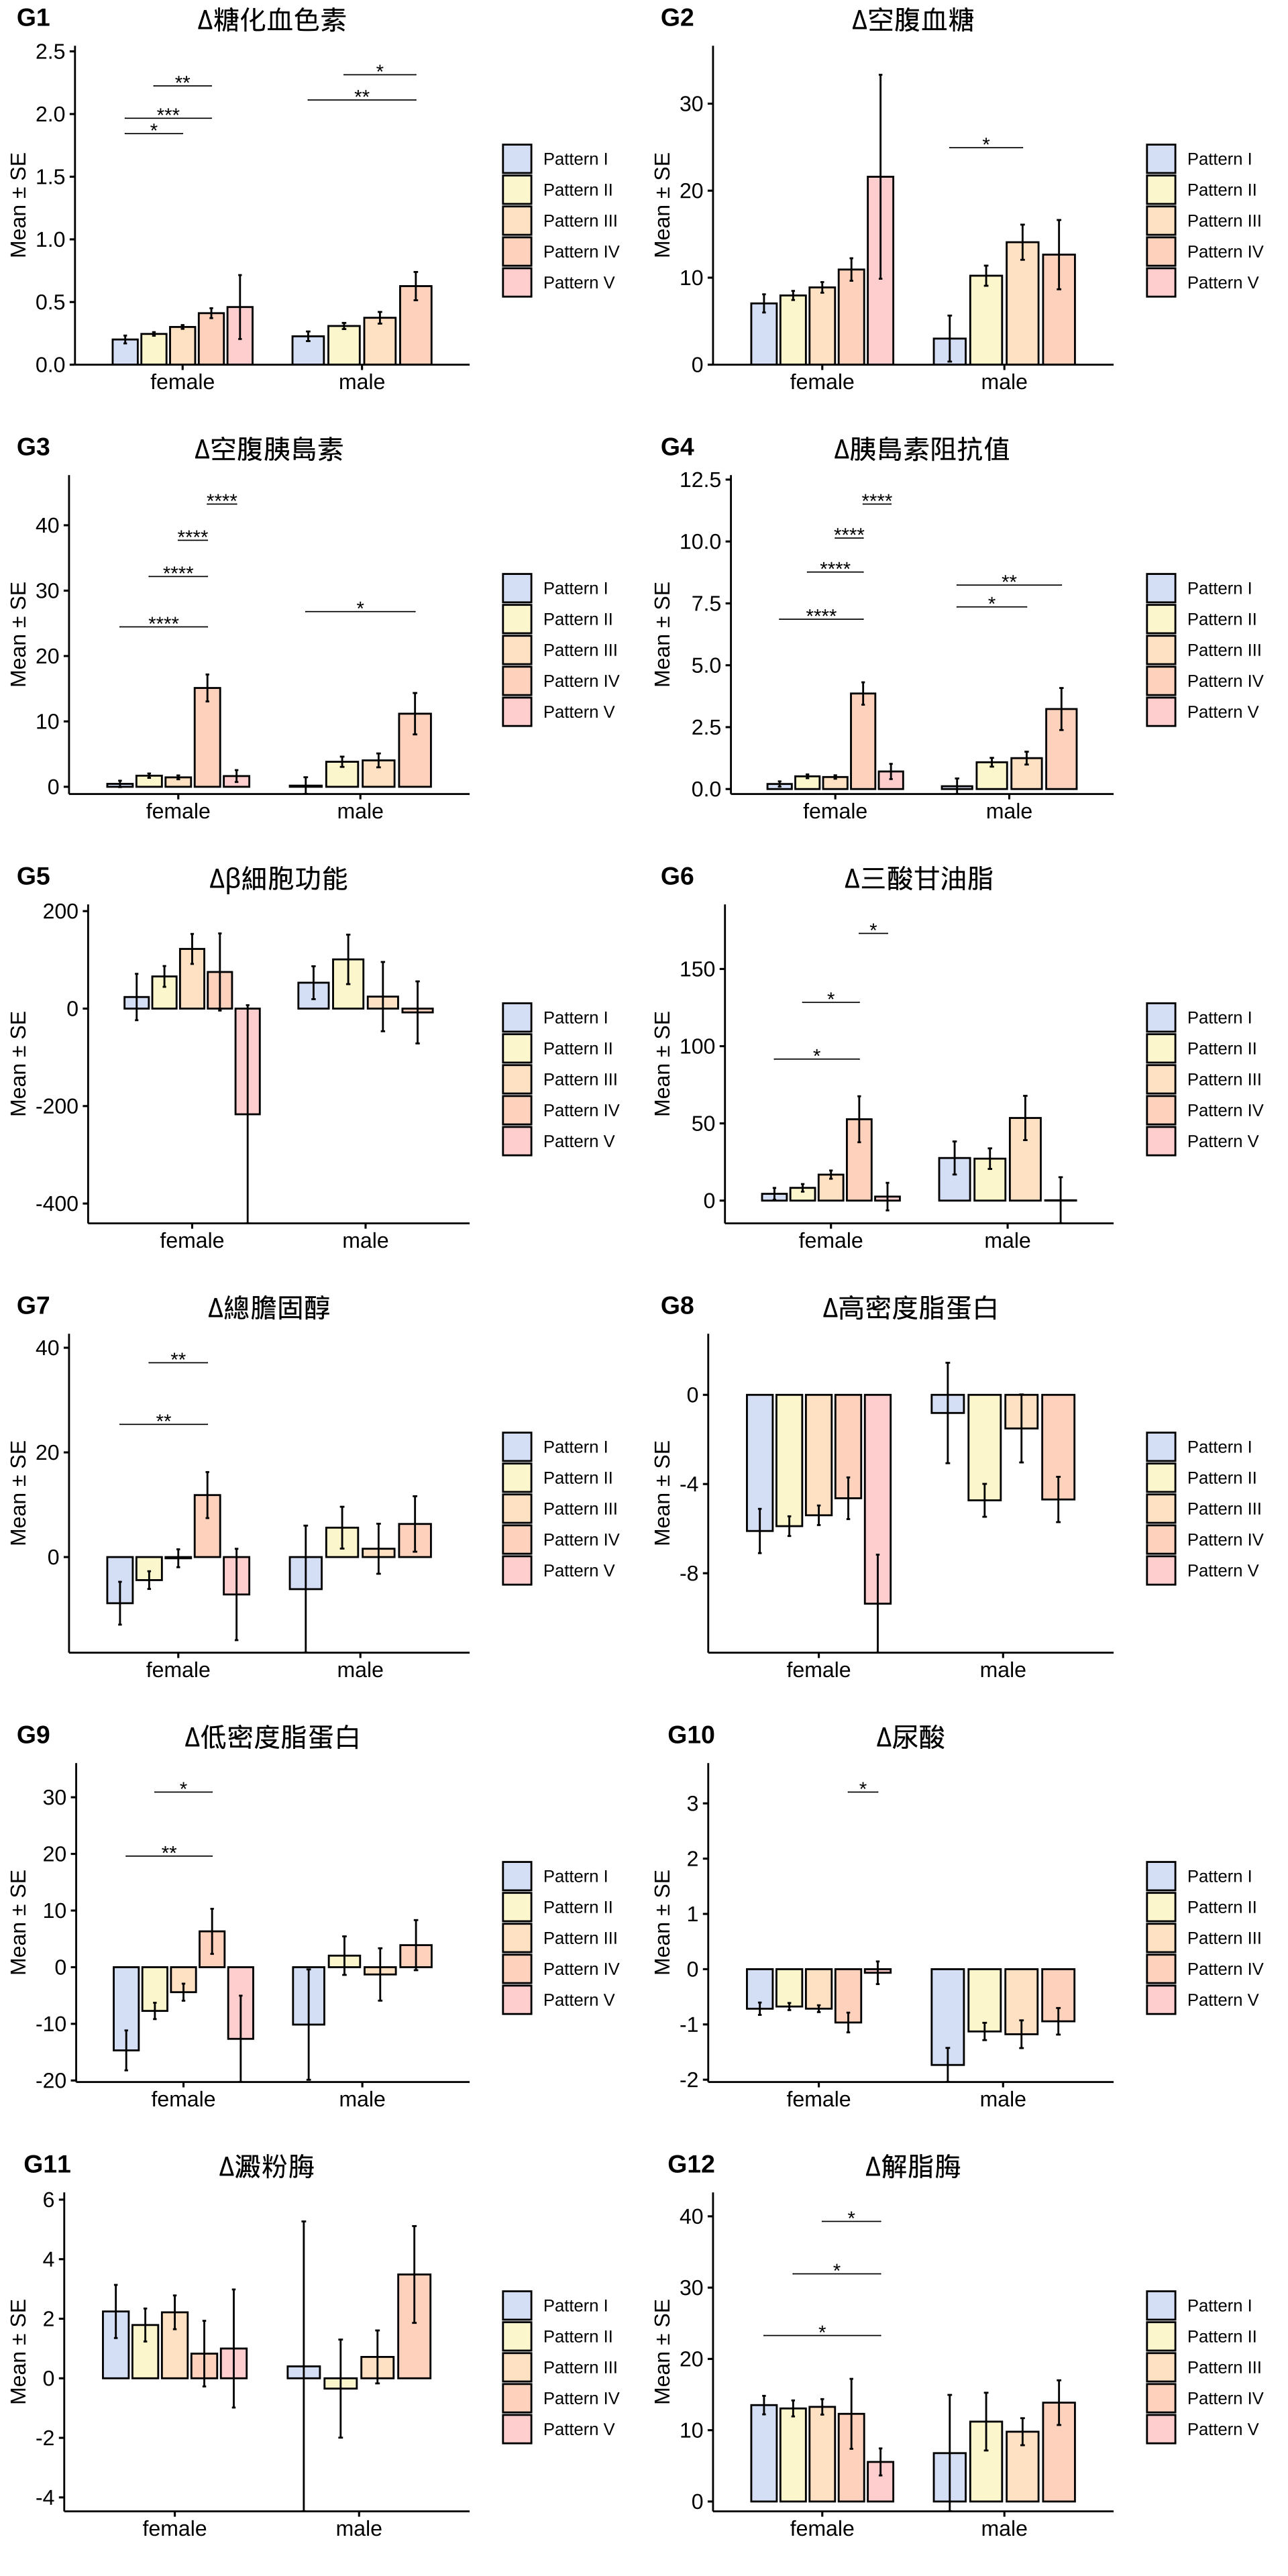 G1
Δ糖化血色素
Mean ± SE
2.5
2.0
1.5
1.0
0.5
0.0
**
***
*
*
**
female
male
Pattern I
Pattern II
Pattern III
Pattern IV
Pattern V
G2
Δ空腹血糖
Mean ± SE
30
20
10
0
*
female
male
Pattern I
Pattern II
Pattern III
Pattern IV
Pattern V
G3
Δ空腹胰島素
Mean ± SE
40
30
20
10
0
****
****
****
****
*
female
male
Pattern I
Pattern II
Pattern III
Pattern IV
Pattern V
G4
Δ胰島素阻抗值
Mean ± SE
12.5
10.0
7.5
5.0
2.5
0.0
****
****
****
****
**
*
female
male
Pattern I
Pattern II
Pattern III
Pattern IV
Pattern V
G5
Δβ細胞功能
Mean ± SE
200
0
-200
-400
female
male
Pattern I
Pattern II
Pattern III
Pattern IV
Pattern V
G6
Δ三酸甘油脂
Mean ± SE
150
100
50
0
*
*
*
female
male
Pattern I
Pattern II
Pattern III
Pattern IV
Pattern V
G7
Δ總膽固醇
Mean ± SE
40
20
0
**
**
female
male
Pattern I
Pattern II
Pattern III
Pattern IV
Pattern V
G8
Δ高密度脂蛋白
Mean ± SE
0
-4
-8
female
male
Pattern I
Pattern II
Pattern III
Pattern IV
Pattern V
G9
Δ低密度脂蛋白
Mean ± SE
30
20
10
0
-10
-20
*
**
female
male
Pattern I
Pattern II
Pattern III
Pattern IV
Pattern V
G10
Δ尿酸
Mean ± SE
3
2
1
0
-1
-2
*
female
male
Pattern I
Pattern II
Pattern III
Pattern IV
Pattern V
G11
Δ澱粉脢
Mean ± SE
6
4
2
0
-2
-4
female
male
Pattern I
Pattern II
Pattern III
Pattern IV
Pattern V
G12
Δ解脂脢
Mean ± SE
40
30
20
10
0
*
*
*
female
male
Pattern I
Pattern II
Pattern III
Pattern IV
Pattern V